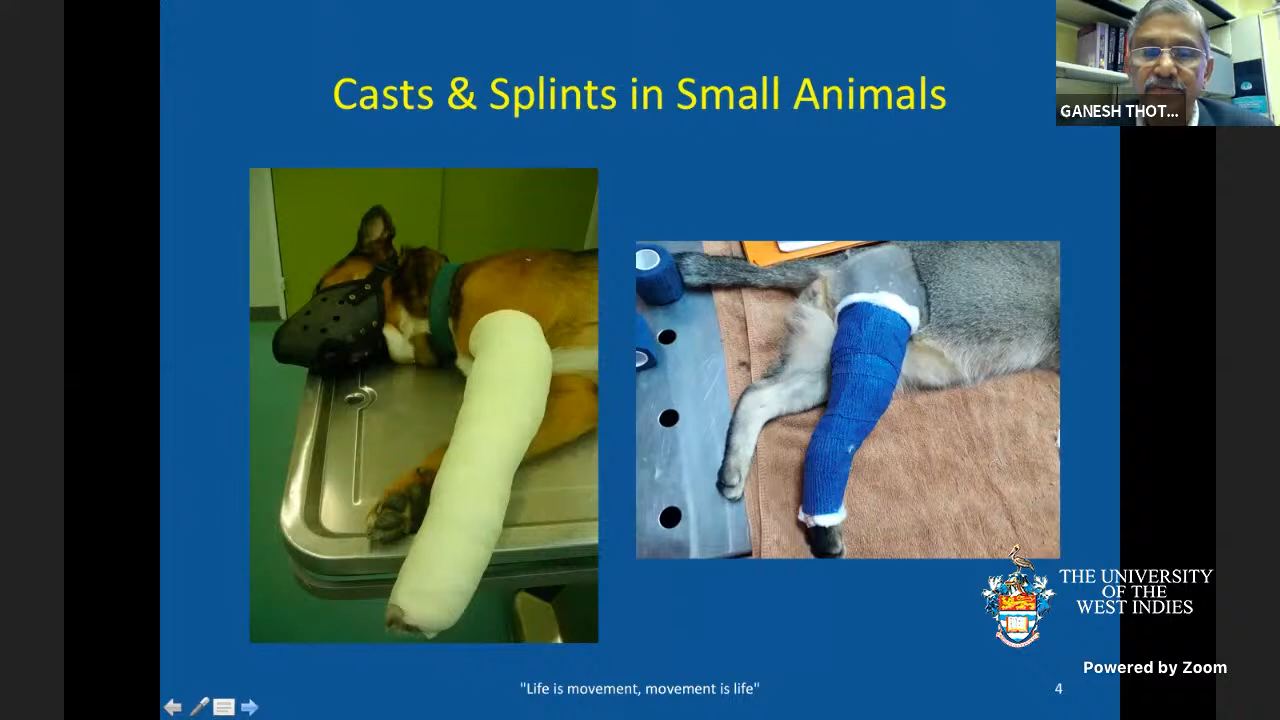 Casts & Splints in Small Animals
GANESH THOT...
THE UNIVERSITY
OF THE
WEST INDIES
Powered by Zoom
"Life is movement, movement is life"
4